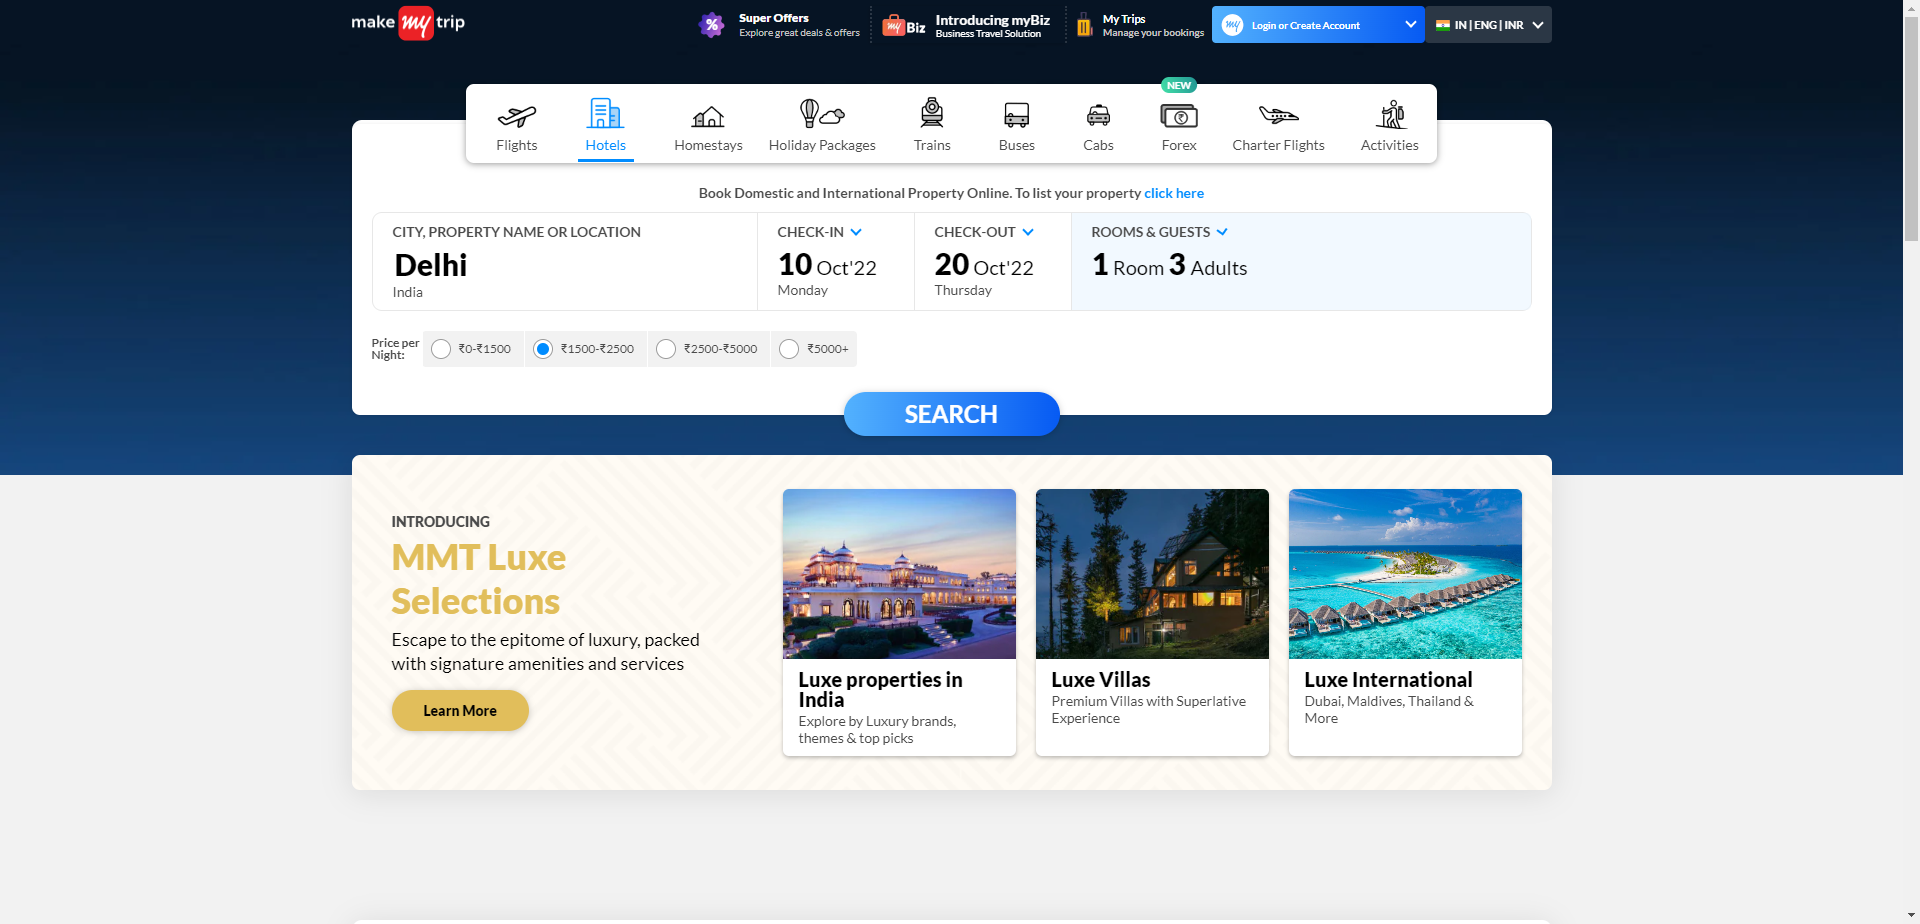 make my trip
Super Offers
Explore great deals & offers
my Biz
Introducing myBiz
Business Travel Solution
My Trips
Manage your bookings
my Login or Create Account
IN | ENG | INR
NEW
Flights
Hotels
Homestays
Holiday Packages
Trains
Buses
Cabs
Forex
Charter Flights
Activities
Book Domestic and International Property Online. To list your property click here
CITY, PROPERTY NAME OR LOCATION
Delhi
India
CHECK-IN
10 Oct'22
Monday
CHECK-OUT
20 Oct'22
Thursday
ROOMS & GUESTS
1 Room 3 Adults
Price per
Night:
₹0-₹1500
₹1500-₹2500
₹2500-₹5000
₹5000+
SEARCH
INTRODUCING
MMT Luxe
Selections
Escape to the epitome of luxury, packed
with signature amenities and services
Learn More
Luxe properties in
India
Explore by Luxury brands,
themes & top picks
Luxe Villas
Premium Villas with Superlative
Experience
Luxe International
Dubai, Maldives, Thailand &
More